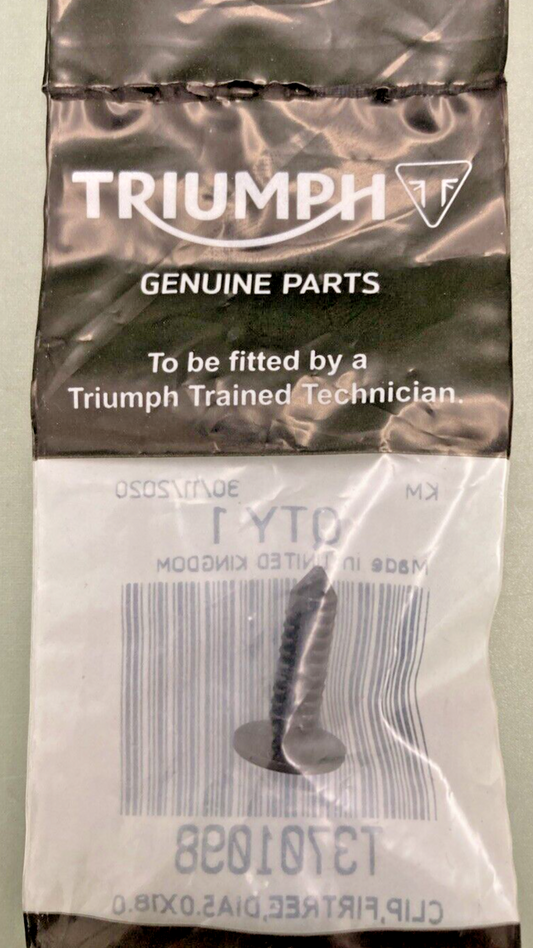 TRIUMPH
GENUINE PARTS
To be fitted by a
Triumph Trained Technician.
KM 30/11/2020
QTY 1
Made in UNITED KINGDOM
T3701098
CLIP,FIRTREE,DIA5.0X18.0